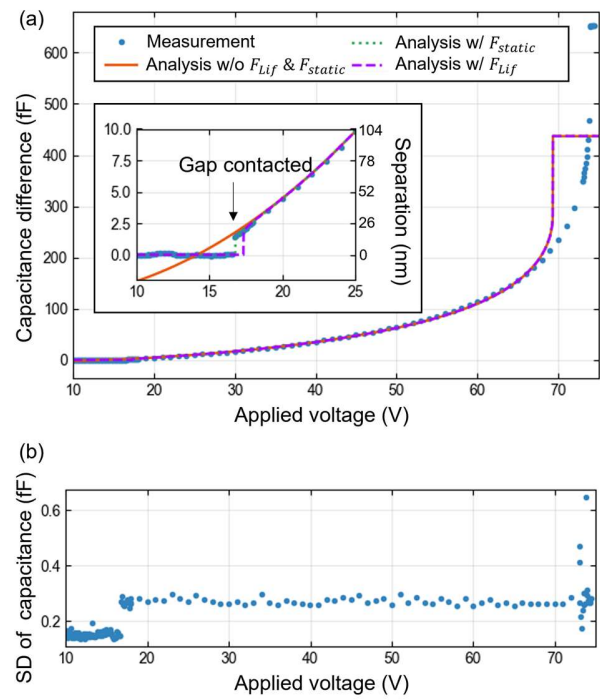 (a)
Capacitance difference (fF)
600
500
400
300
200
100
0
Measurement
Analysis w/ F_static
Analysis w/o F_Lif & F_static
Analysis w/ F_Lif
10.0
7.5
5.0
2.5
0.0
Gap contacted
104
78
52
26
0
Separation (nm)
10 15 20 25
10 20 30 40 50 60 70
Applied voltage (V)
(b)
SD of capacitance (fF)
0.6
0.4
0.2
10 20 30 40 50 60 70
Applied voltage (V)